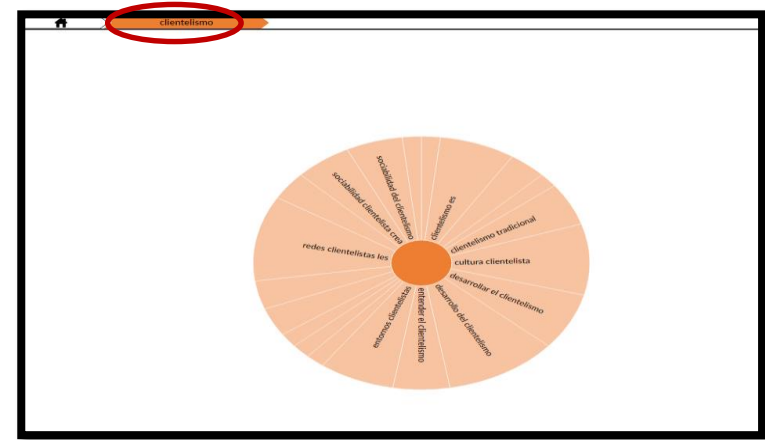 clientelismo
clientelismo es
clientelismo tradicional
cultura clientelista
desarrollar el clientelismo
desarrollo del clientelismo
entender el clientelismo
entornos clientelistas
redes clientelistas les
sociabilidad clientelista crea
sociabilidad del clientelismo